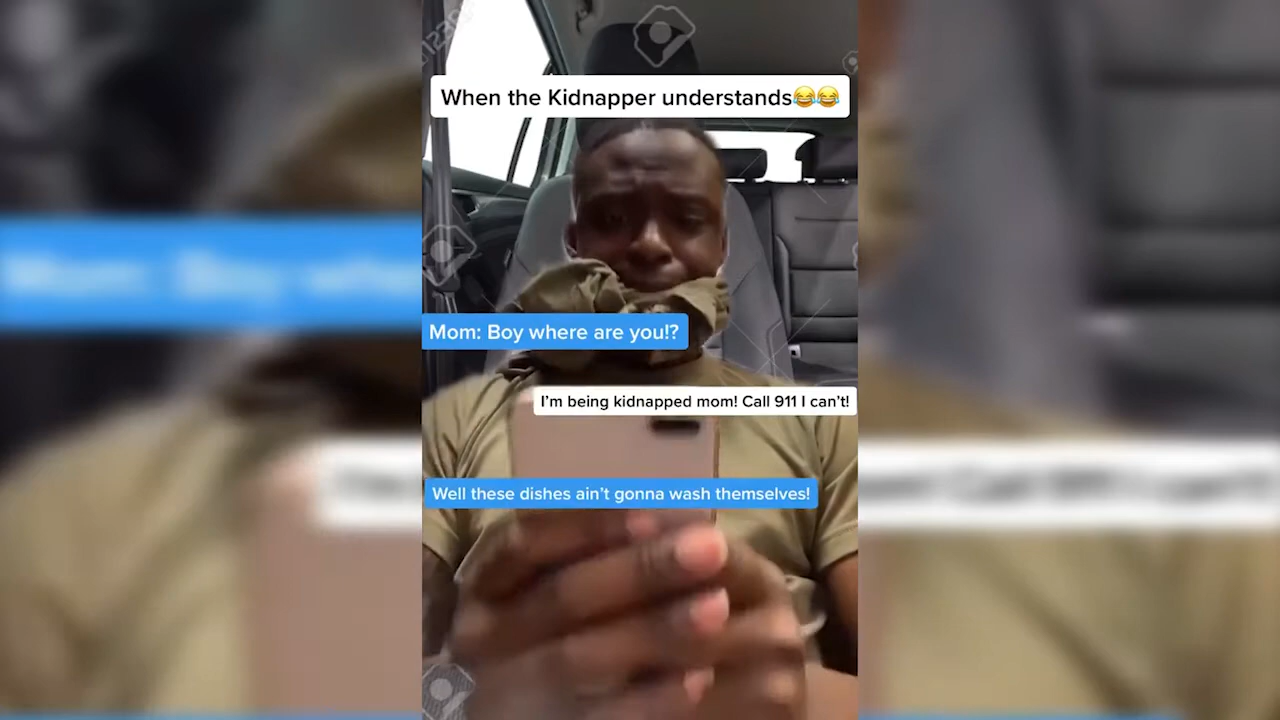 When the Kidnapper understands😂😂
Mom: Boy where are you!?
I'm being kidnapped mom! Call 911 I can't!
Well these dishes ain't gonna wash themselves!